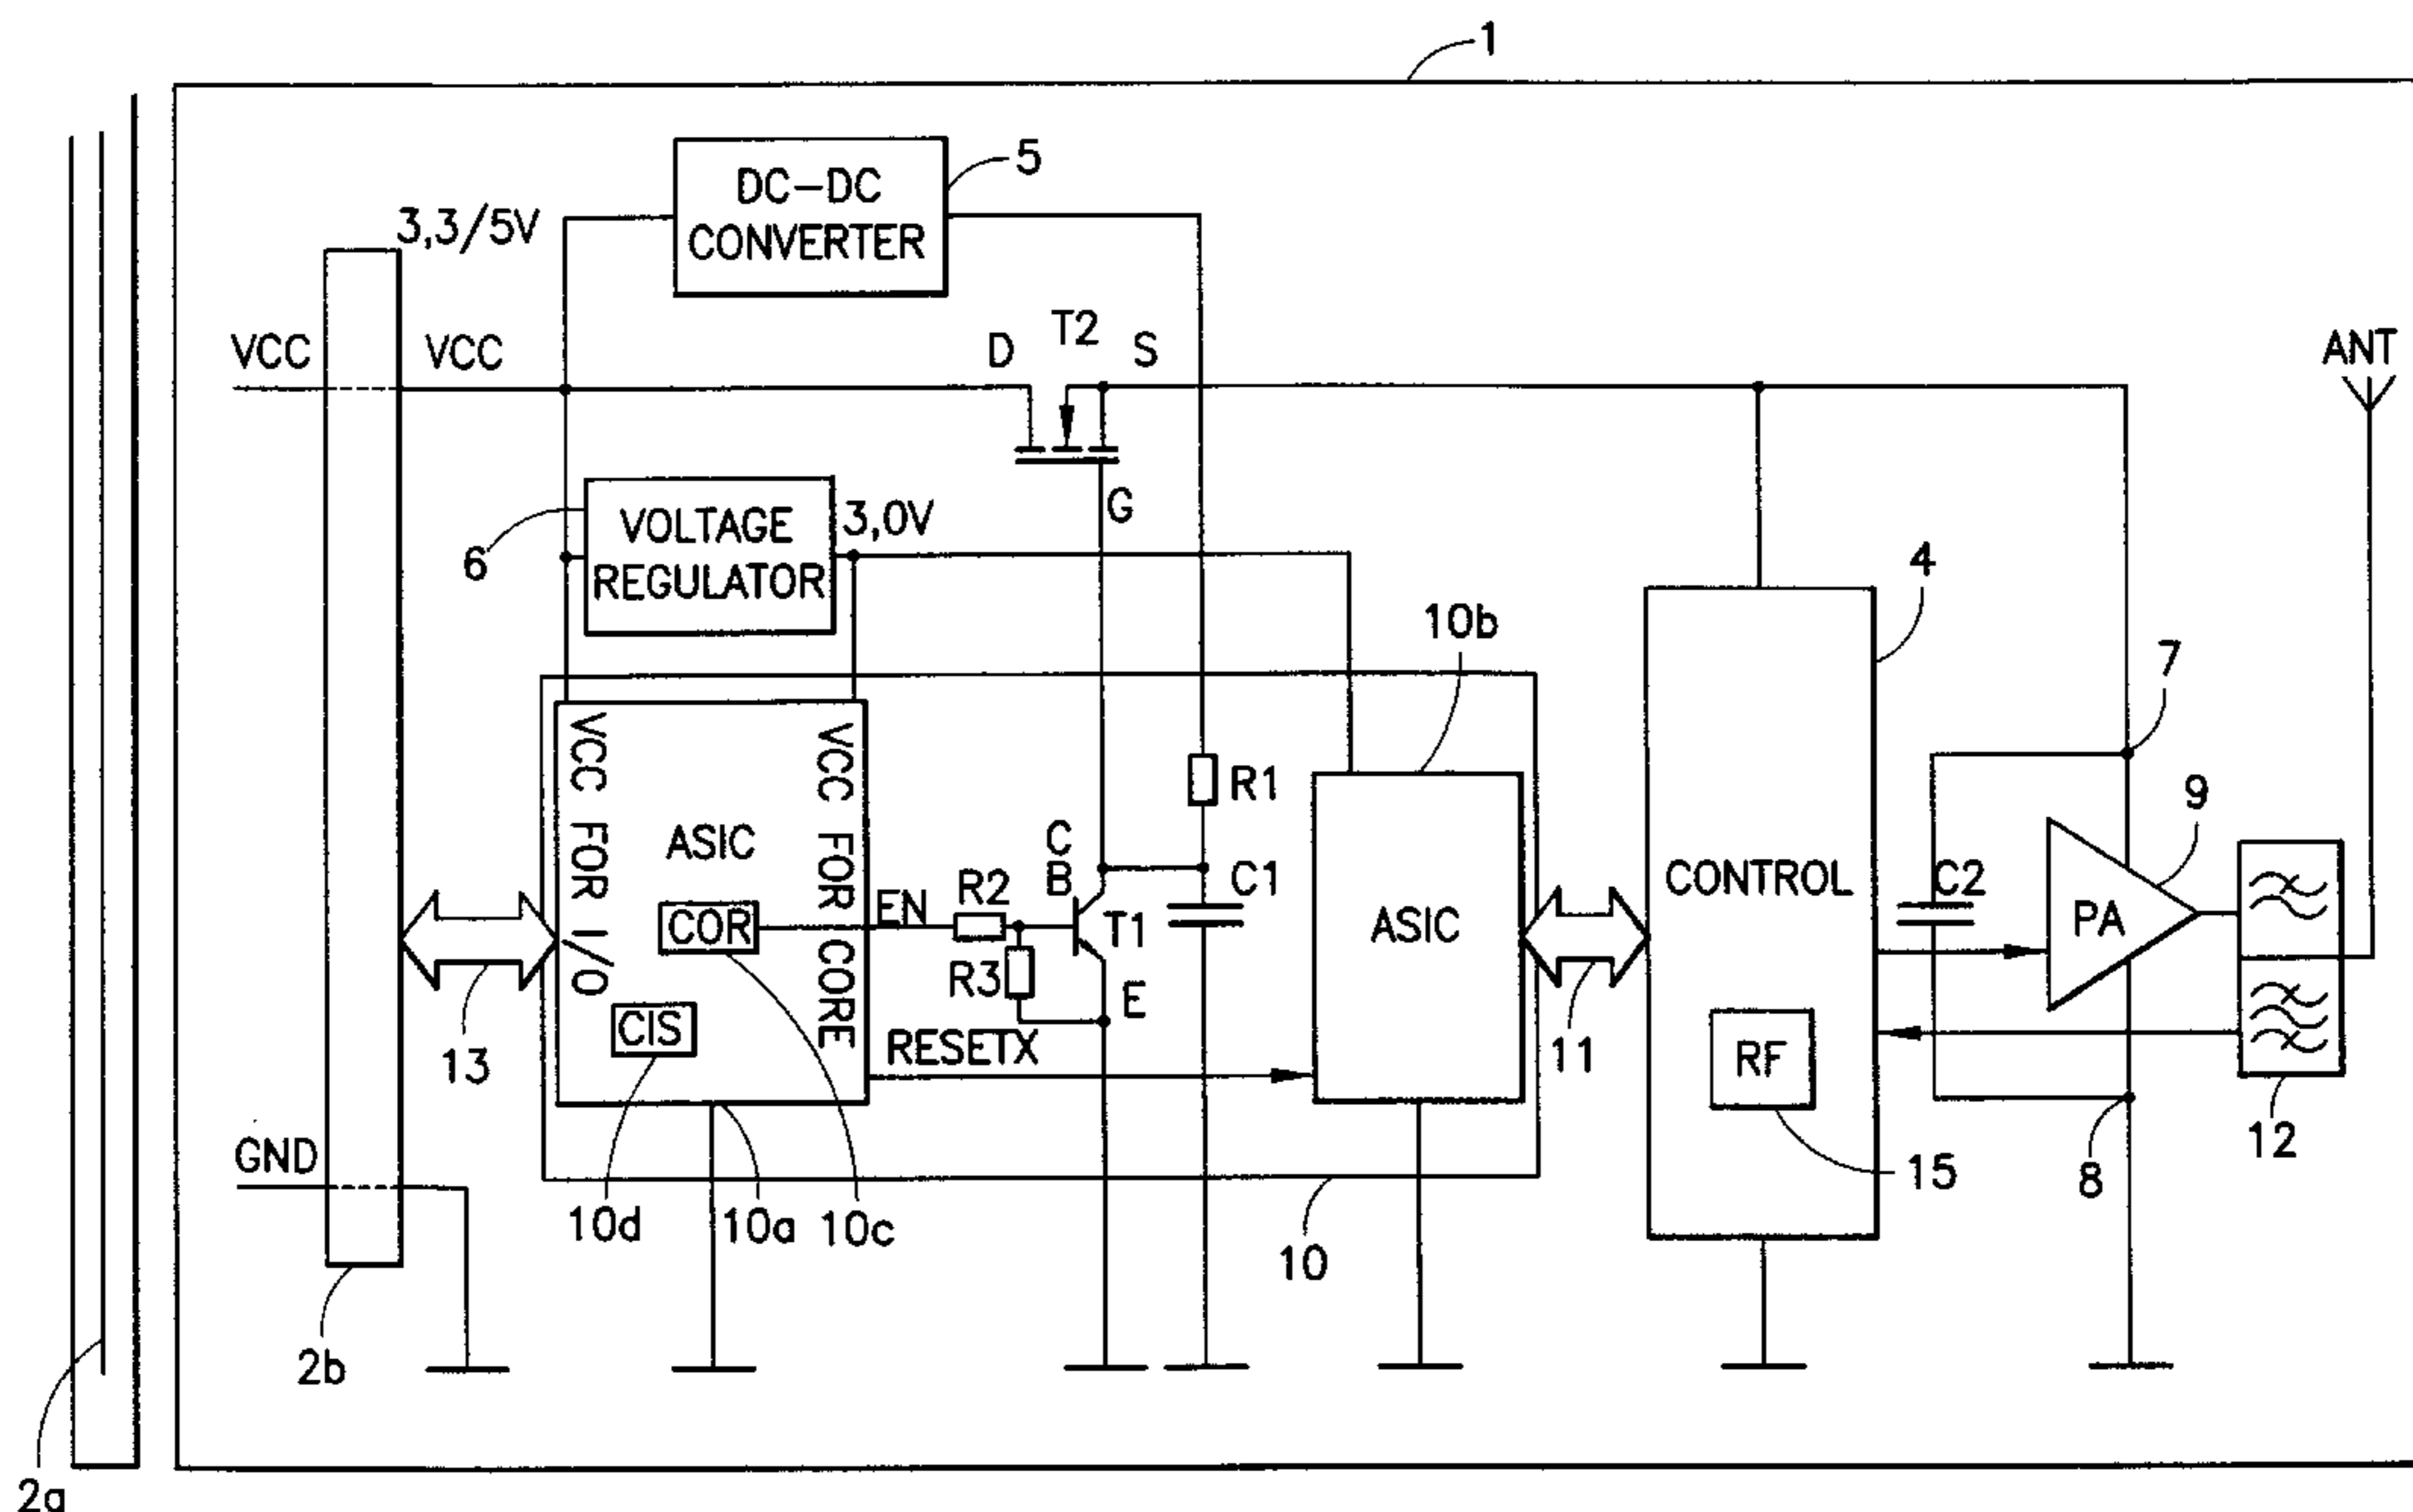 1
DC-DC
CONVERTER
5
3,3/5V
VCC
VCC
D
T2
S
ANT
G
VOLTAGE
REGULATOR
3,0V
6
4
10b
7
VCC FOR I/O
VCC FOR CORE
ASIC
R1
9
C
B
C1
COR
EN
R2
T1
R3
E
ASIC
CONTROL
C2
PA
CIS
RESETX
13
11
RF
GND
12
15
8
10d
10a
10c
10
2b
2a